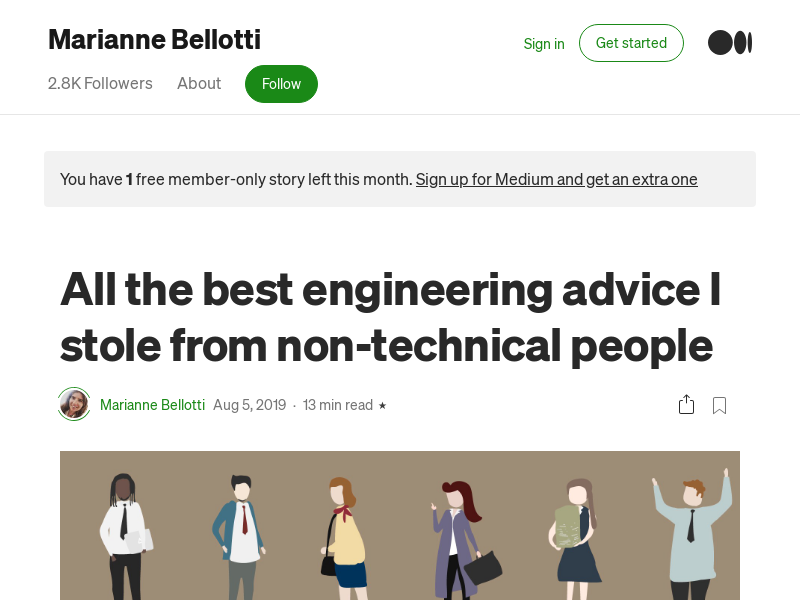 Marianne Bellotti
2.8K Followers About Follow
Sign in Get started
You have 1 free member-only story left this month. Sign up for Medium and get an extra one
All the best engineering advice I
stole from non-technical people
Marianne Bellotti Aug 5, 2019 · 13 min read ★